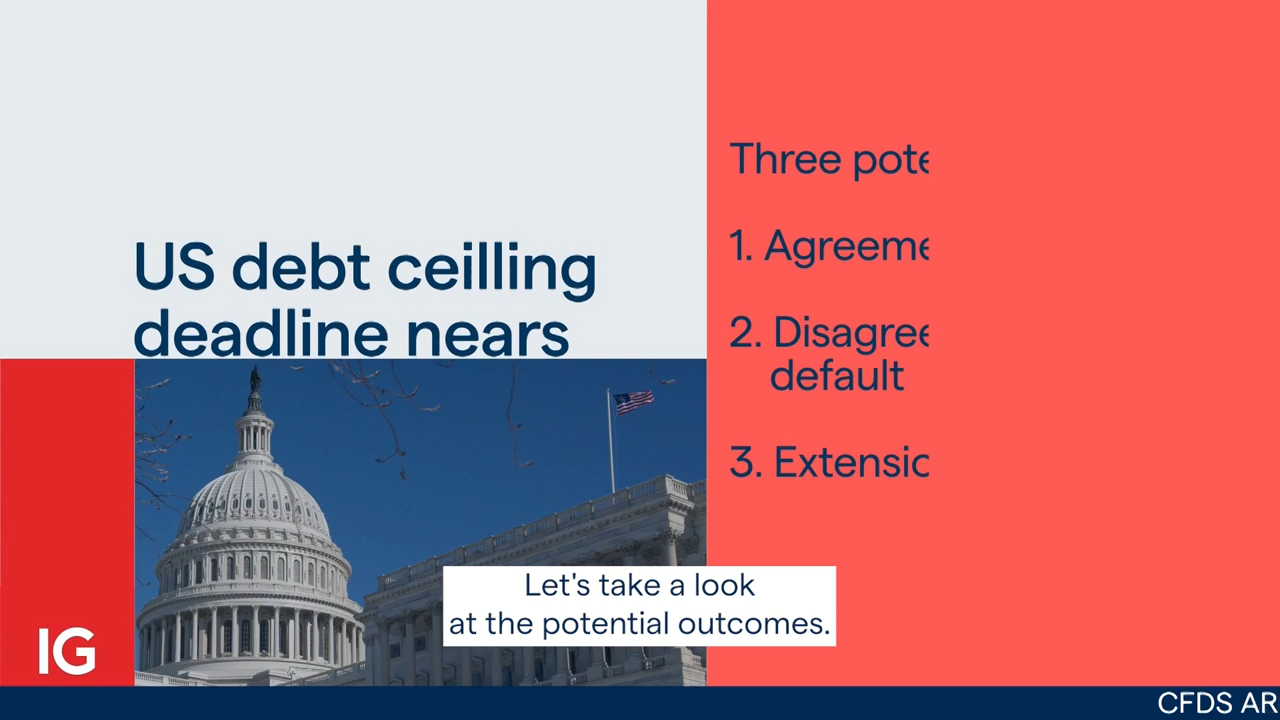 US debt ceilling
deadline nears
Three pote
1. Agreeme
2. Disagree
default
3. Extensio
Let's take a look
at the potential outcomes.
IG
CFDS AR